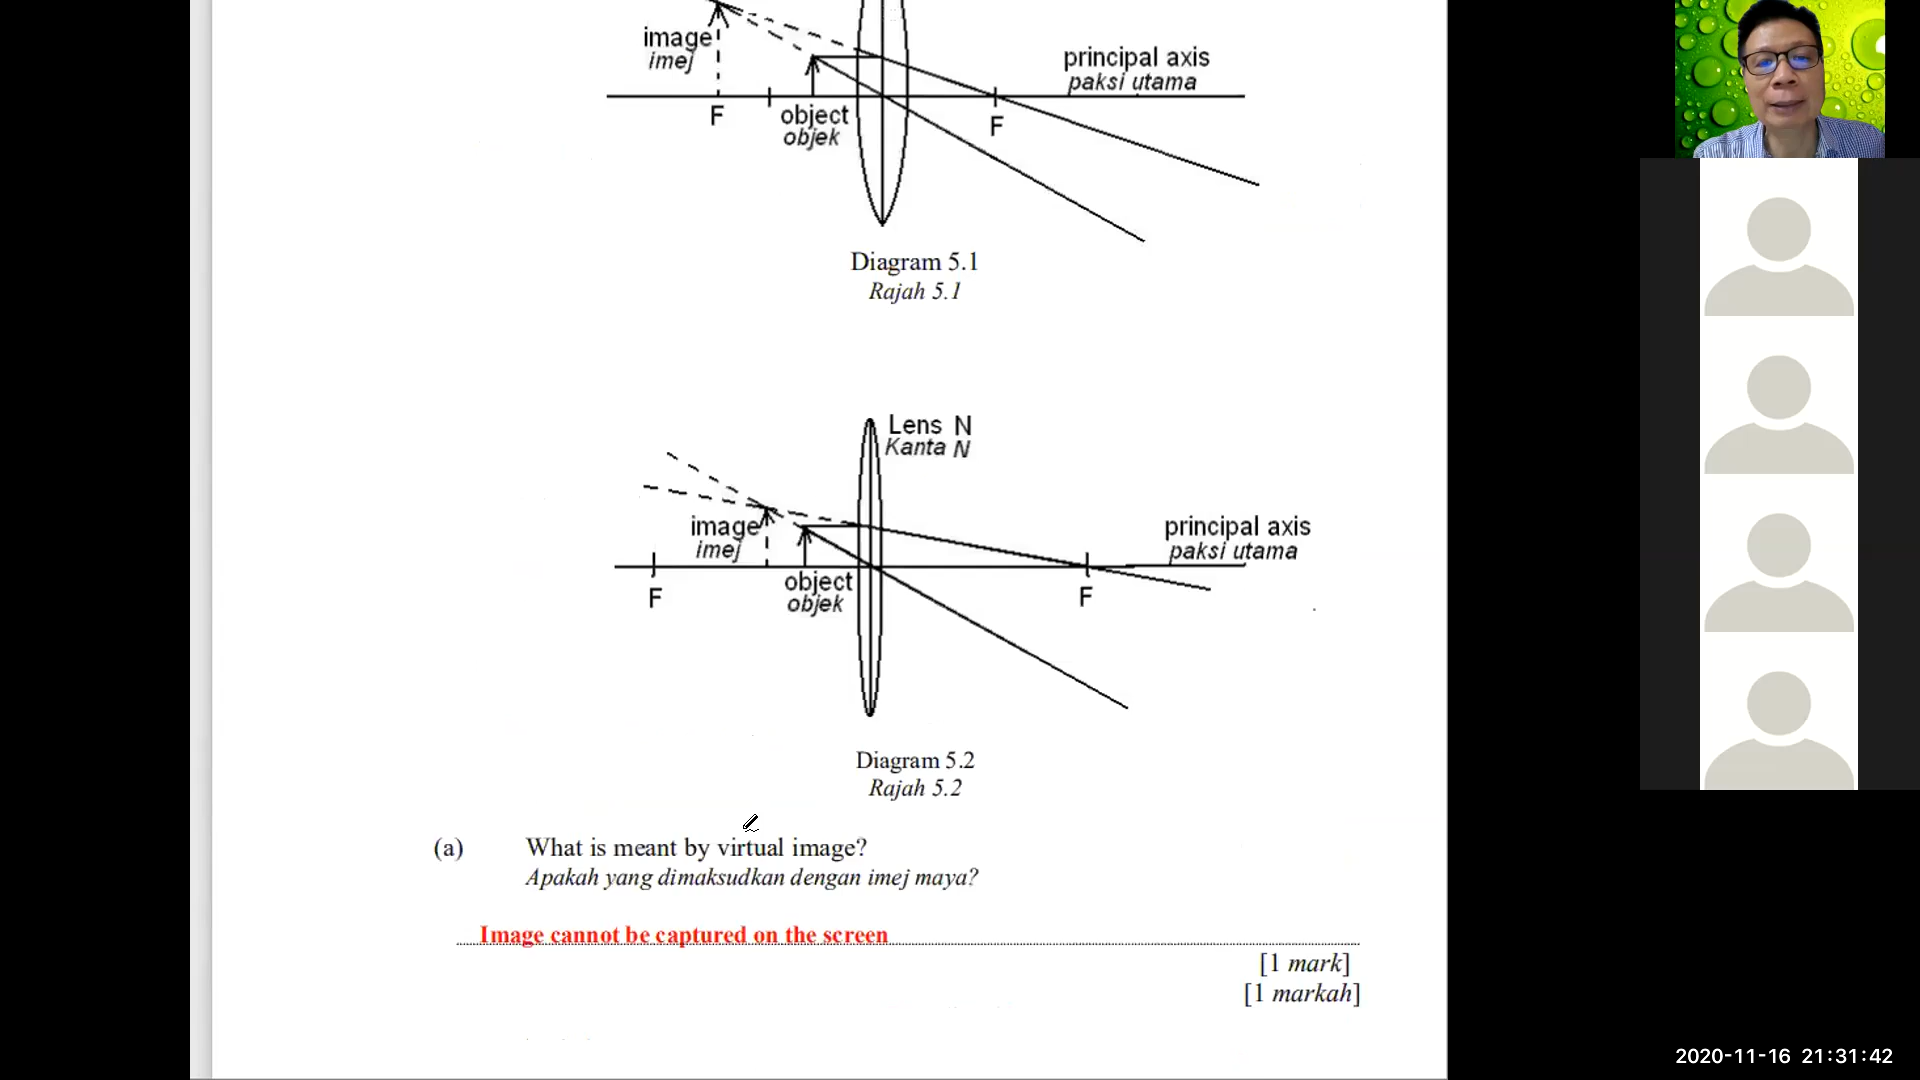 image
imej
principal axis
paksi utama
F
object
objek
F
Diagram 5.1
Rajah 5.1
Lens N
Kanta N
image
imej
principal axis
paksi utama
F
object
objek
F
Diagram 5.2
Rajah 5.2
(a) What is meant by virtual image?
Apakah yang dimaksudkan dengan imej maya?
Image cannot be captured on the screen
[1 mark]
[1 markah]
2020-11-16 21:31:42